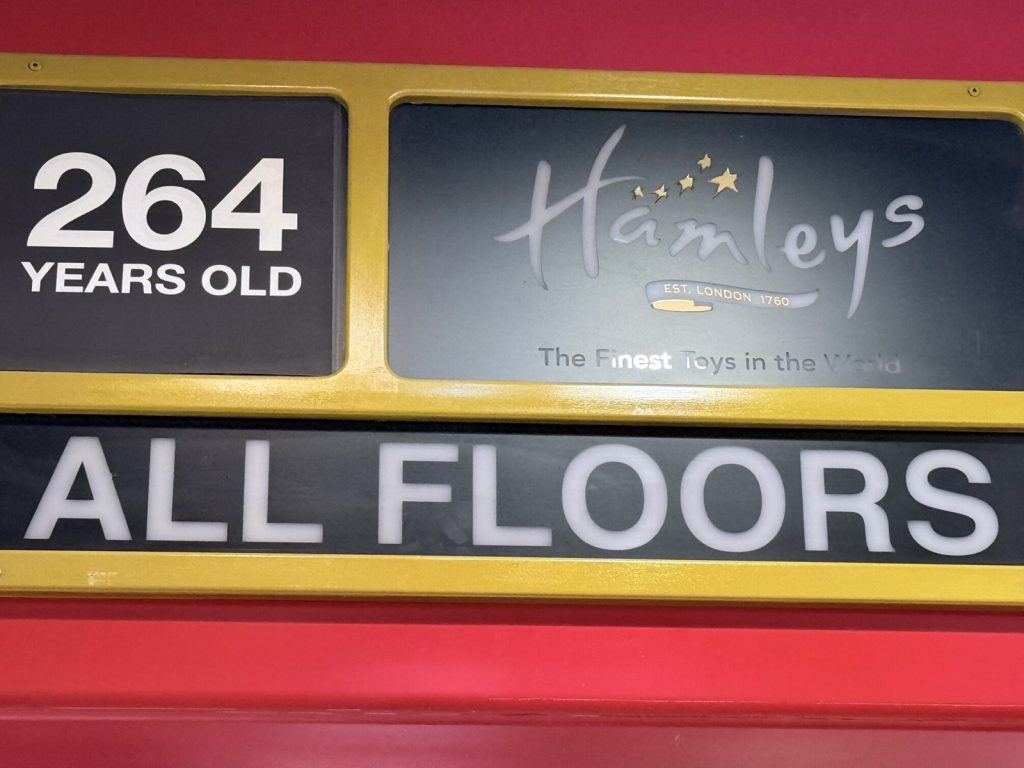 264
YEARS OLD
Hamleys
EST. LONDON 1760
The Finest Toys in the World
ALL FLOORS